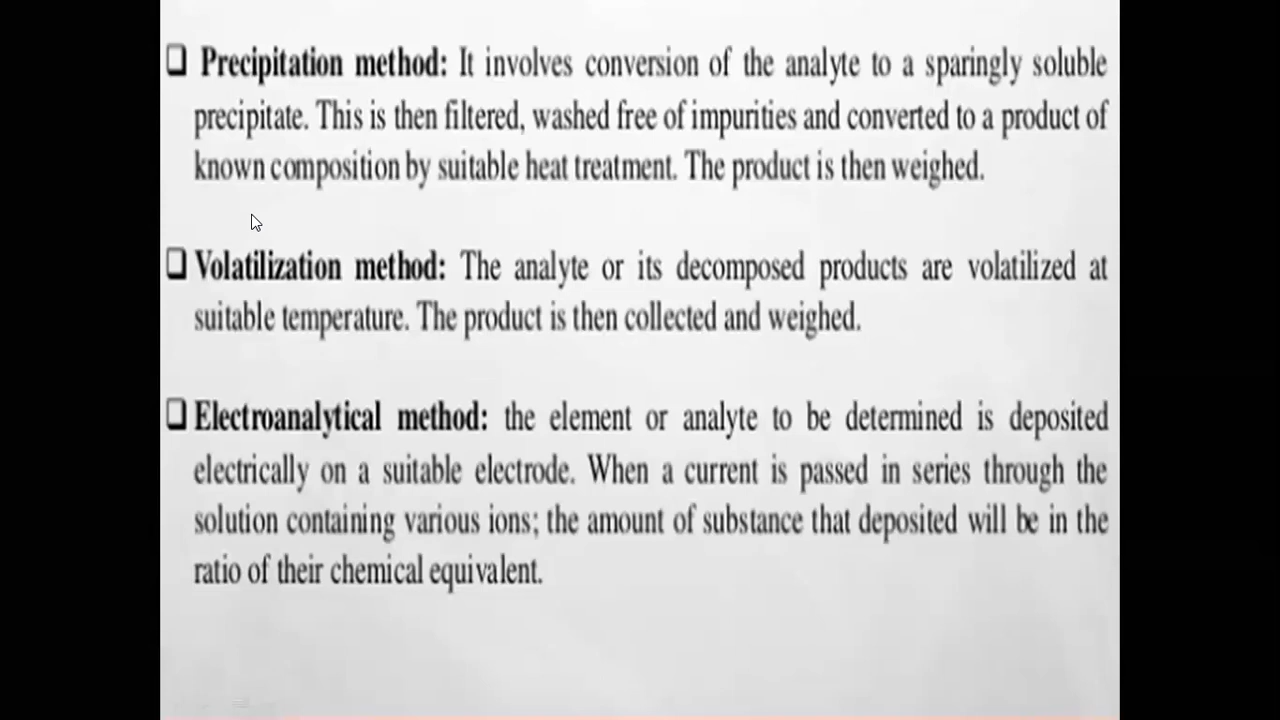 ❑ Precipitation method: It involves conversion of the analyte to a sparingly soluble
precipitate. This is then filtered, washed free of impurities and converted to a product of
known composition by suitable heat treatment. The product is then weighed.
❑ Volatilization method: The analyte or its decomposed products are volatilized at
suitable temperature. The product is then collected and weighed.
❑ Electroanalytical method: the element or analyte to be determined is deposited
electrically on a suitable electrode. When a current is passed in series through the
solution containing various ions; the amount of substance that deposited will be in the
ratio of their chemical equivalent.